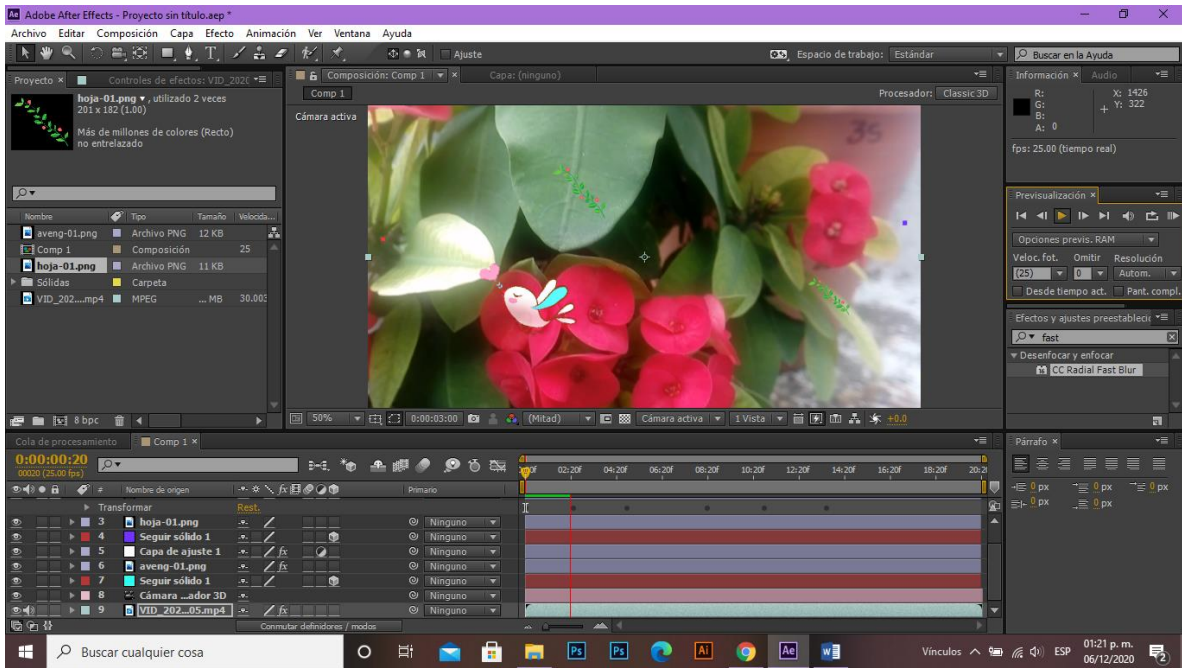 Adobe After Effects - Proyecto sin título.aep *
Archivo Editar Composición Capa Efecto Animación Ver Ventana Ayuda
Ajuste
Espacio de trabajo: Estándar
Buscar en la Ayuda
Proyecto × Controles de efectos: VID_202(
hoja-01.png , utilizado 2 veces
201 x 182 (1.00)
Más de millones de colores (Recto)
no entrelazado
Nombre Tipo Tamaño Velocida...
aveng-01.png Archivo PNG 12 KB
Comp 1 Composición 25
hoja-01.png Archivo PNG 11 KB
Sólidas Carpeta
VID_202....mp4 MPEG ... MB 30.003
8 bpc
Composición: Comp 1 × Capa: (ninguno)
Comp 1
Procesador: Classic 3D
Cámara activa
35
50% 0:00:03:00 (Mitad) Cámara activa 1 Vista +0.0
Información × Audio
R: X: 1426
G: Y: 322
B:
A: 0
fps: 25.00 (tiempo real)
Previsualización ×
Opciones previs. RAM
Veloc. fot. Omitir Resolución
(25) 0 Autom.
Desde tiempo act. Pant. compl.
Efectos y ajustes preestableci
fast
Desenfocar y enfocar
CC Radial Fast Blur
Cola de procesamiento Comp 1 ×
0:00:00:20
00020 (25.00 fps)
# Nombre de origen Primario
02:20f 04:20f 06:20f 08:20f 10:20f 12:20f 14:20f 16:20f 18:20f 20:2
Transformar Rest.
3 hoja-01.png Ninguno
4 Seguir sólido 1 Ninguno
5 Capa de ajuste 1 fx Ninguno
6 aveng-01.png fx Ninguno
7 Seguir sólido 1 Ninguno
8 Cámara ...ador 3D Ninguno
9 VID_202...05.mp4 fx Ninguno
Conmutar definidores / modos
Párrafo ×
0 px 0 px 0 px
0 px 0 px
Buscar cualquier cosa
Ps Ps Ai Ae
Vínculos ESP
01:21 p. m.
06/12/2020
2